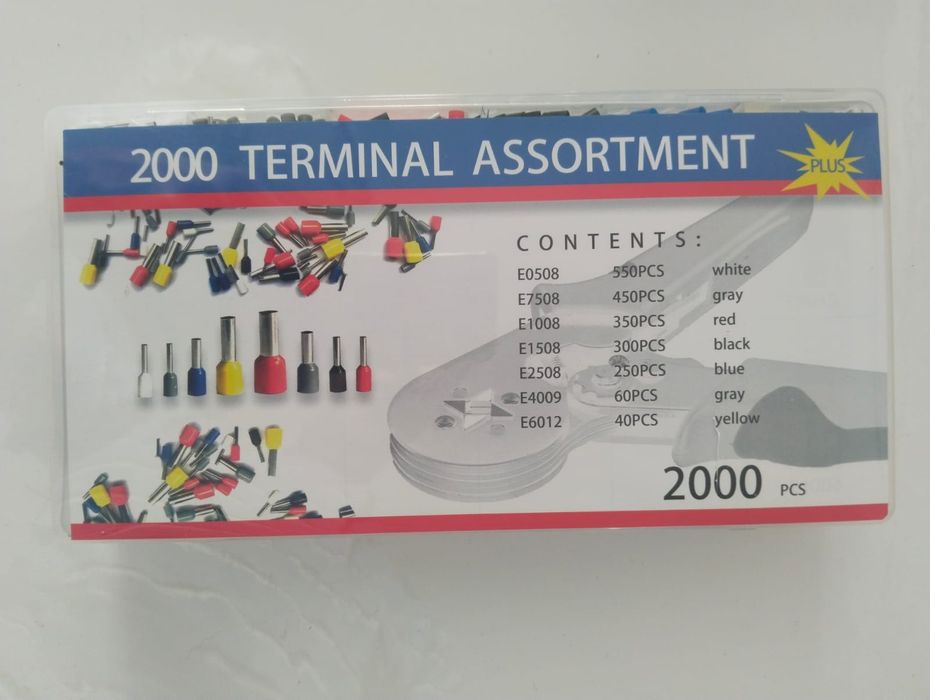 2000 TERMINAL ASSORTMENT
PLUS
CONTENTS:
E0508 550PCS white
E7508 450PCS gray
E1008 350PCS red
E1508 300PCS black
E2508 250PCS blue
E4009 60PCS gray
E6012 40PCS yellow
2000 PCS